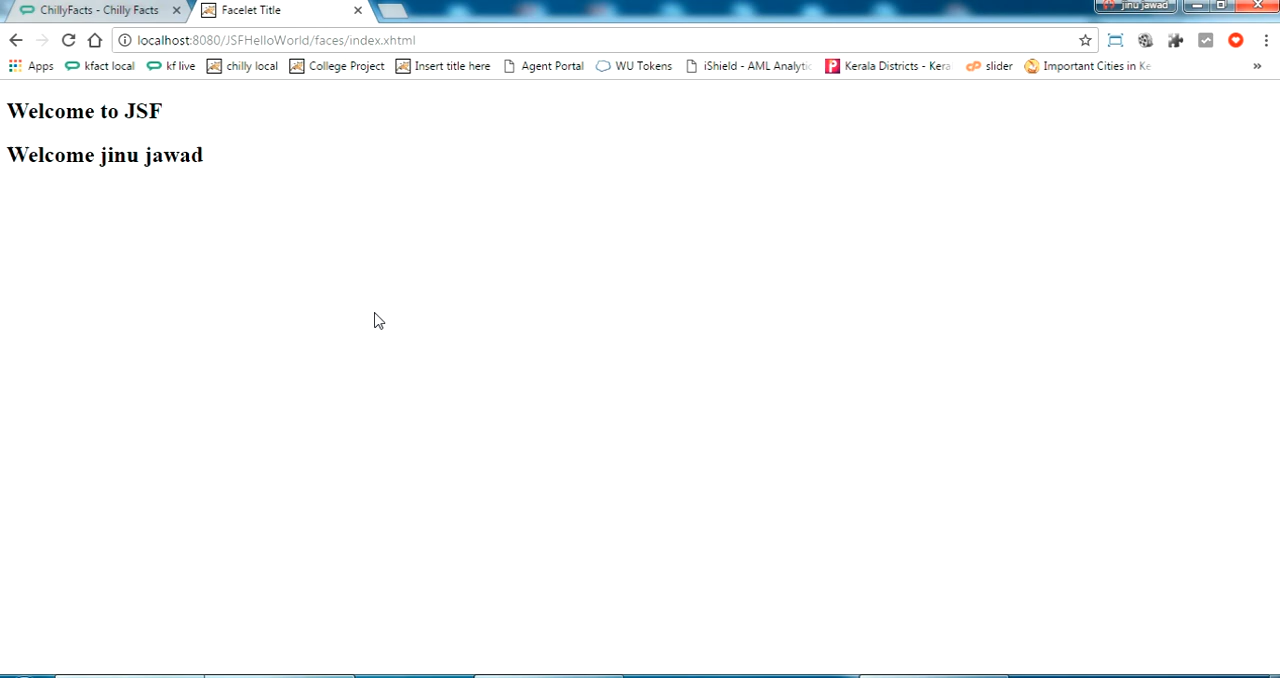 ChillyFacts - Chilly Facts
Facelet Title
jinu jawad
localhost:8080/JSFHelloWorld/faces/index.xhtml
Apps kfact local kf live chilly local College Project Insert title here Agent Portal WU Tokens iShield - AML Analytic Kerala Districts - Kera slider Important Cities in Ke »
Welcome to JSF
Welcome jinu jawad